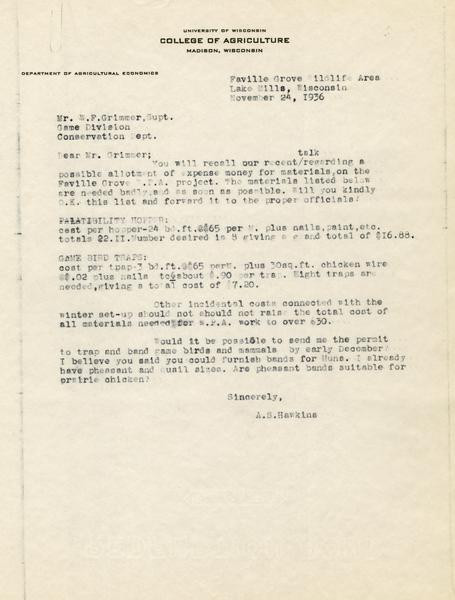 UNIVERSITY OF WISCONSIN
COLLEGE OF AGRICULTURE
MADISON, WISCONSIN
DEPARTMENT OF AGRICULTURAL ECONOMICS
Faville Grove Wildlife Area
Lake Mills, Wisconsin
November 24, 1936
Mr. W.F.Grimmer,Supt.
Game Division
Conservation Dept.
Dear Mr. Grimmer;
talk
You will recall our recent/regarding a
possible allotment of expense money for materials,on the
Faville Grove W.P.A. project. The materials listed below
are needed badly,and as soon as possible. Will you kindly
O.K. this list and forward it to the proper officials?
PALATIBILITY HOPPER:
cost per hopper-24 bd.ft.@$65 per M. plus nails,paint,etc.
totals $2.11.Number desired is 8 giving a total of $16.88.
GAME BIRD TRAPS:
cost per trap-3 bd.ft.@$65 perM. plus 30sq.ft. chicken wire
@$.02 plus nails to about $.90 per trap. Eight traps are
needed,giving a total cost of $7.20.
Other incidental costs connected with the
winter set-up should not should not raise the total cost of
all materials needed for W.P.A. work to over $30.
Would it be possible to send me the permit
to trap and band game birds and mammals by early December?
I believe you said you could furnish bands for Huns. I already
have pheasant and quail sizes. Are pheasant bands suitable for
prairie chicken?
Sincerely,
A.S.Hawkins